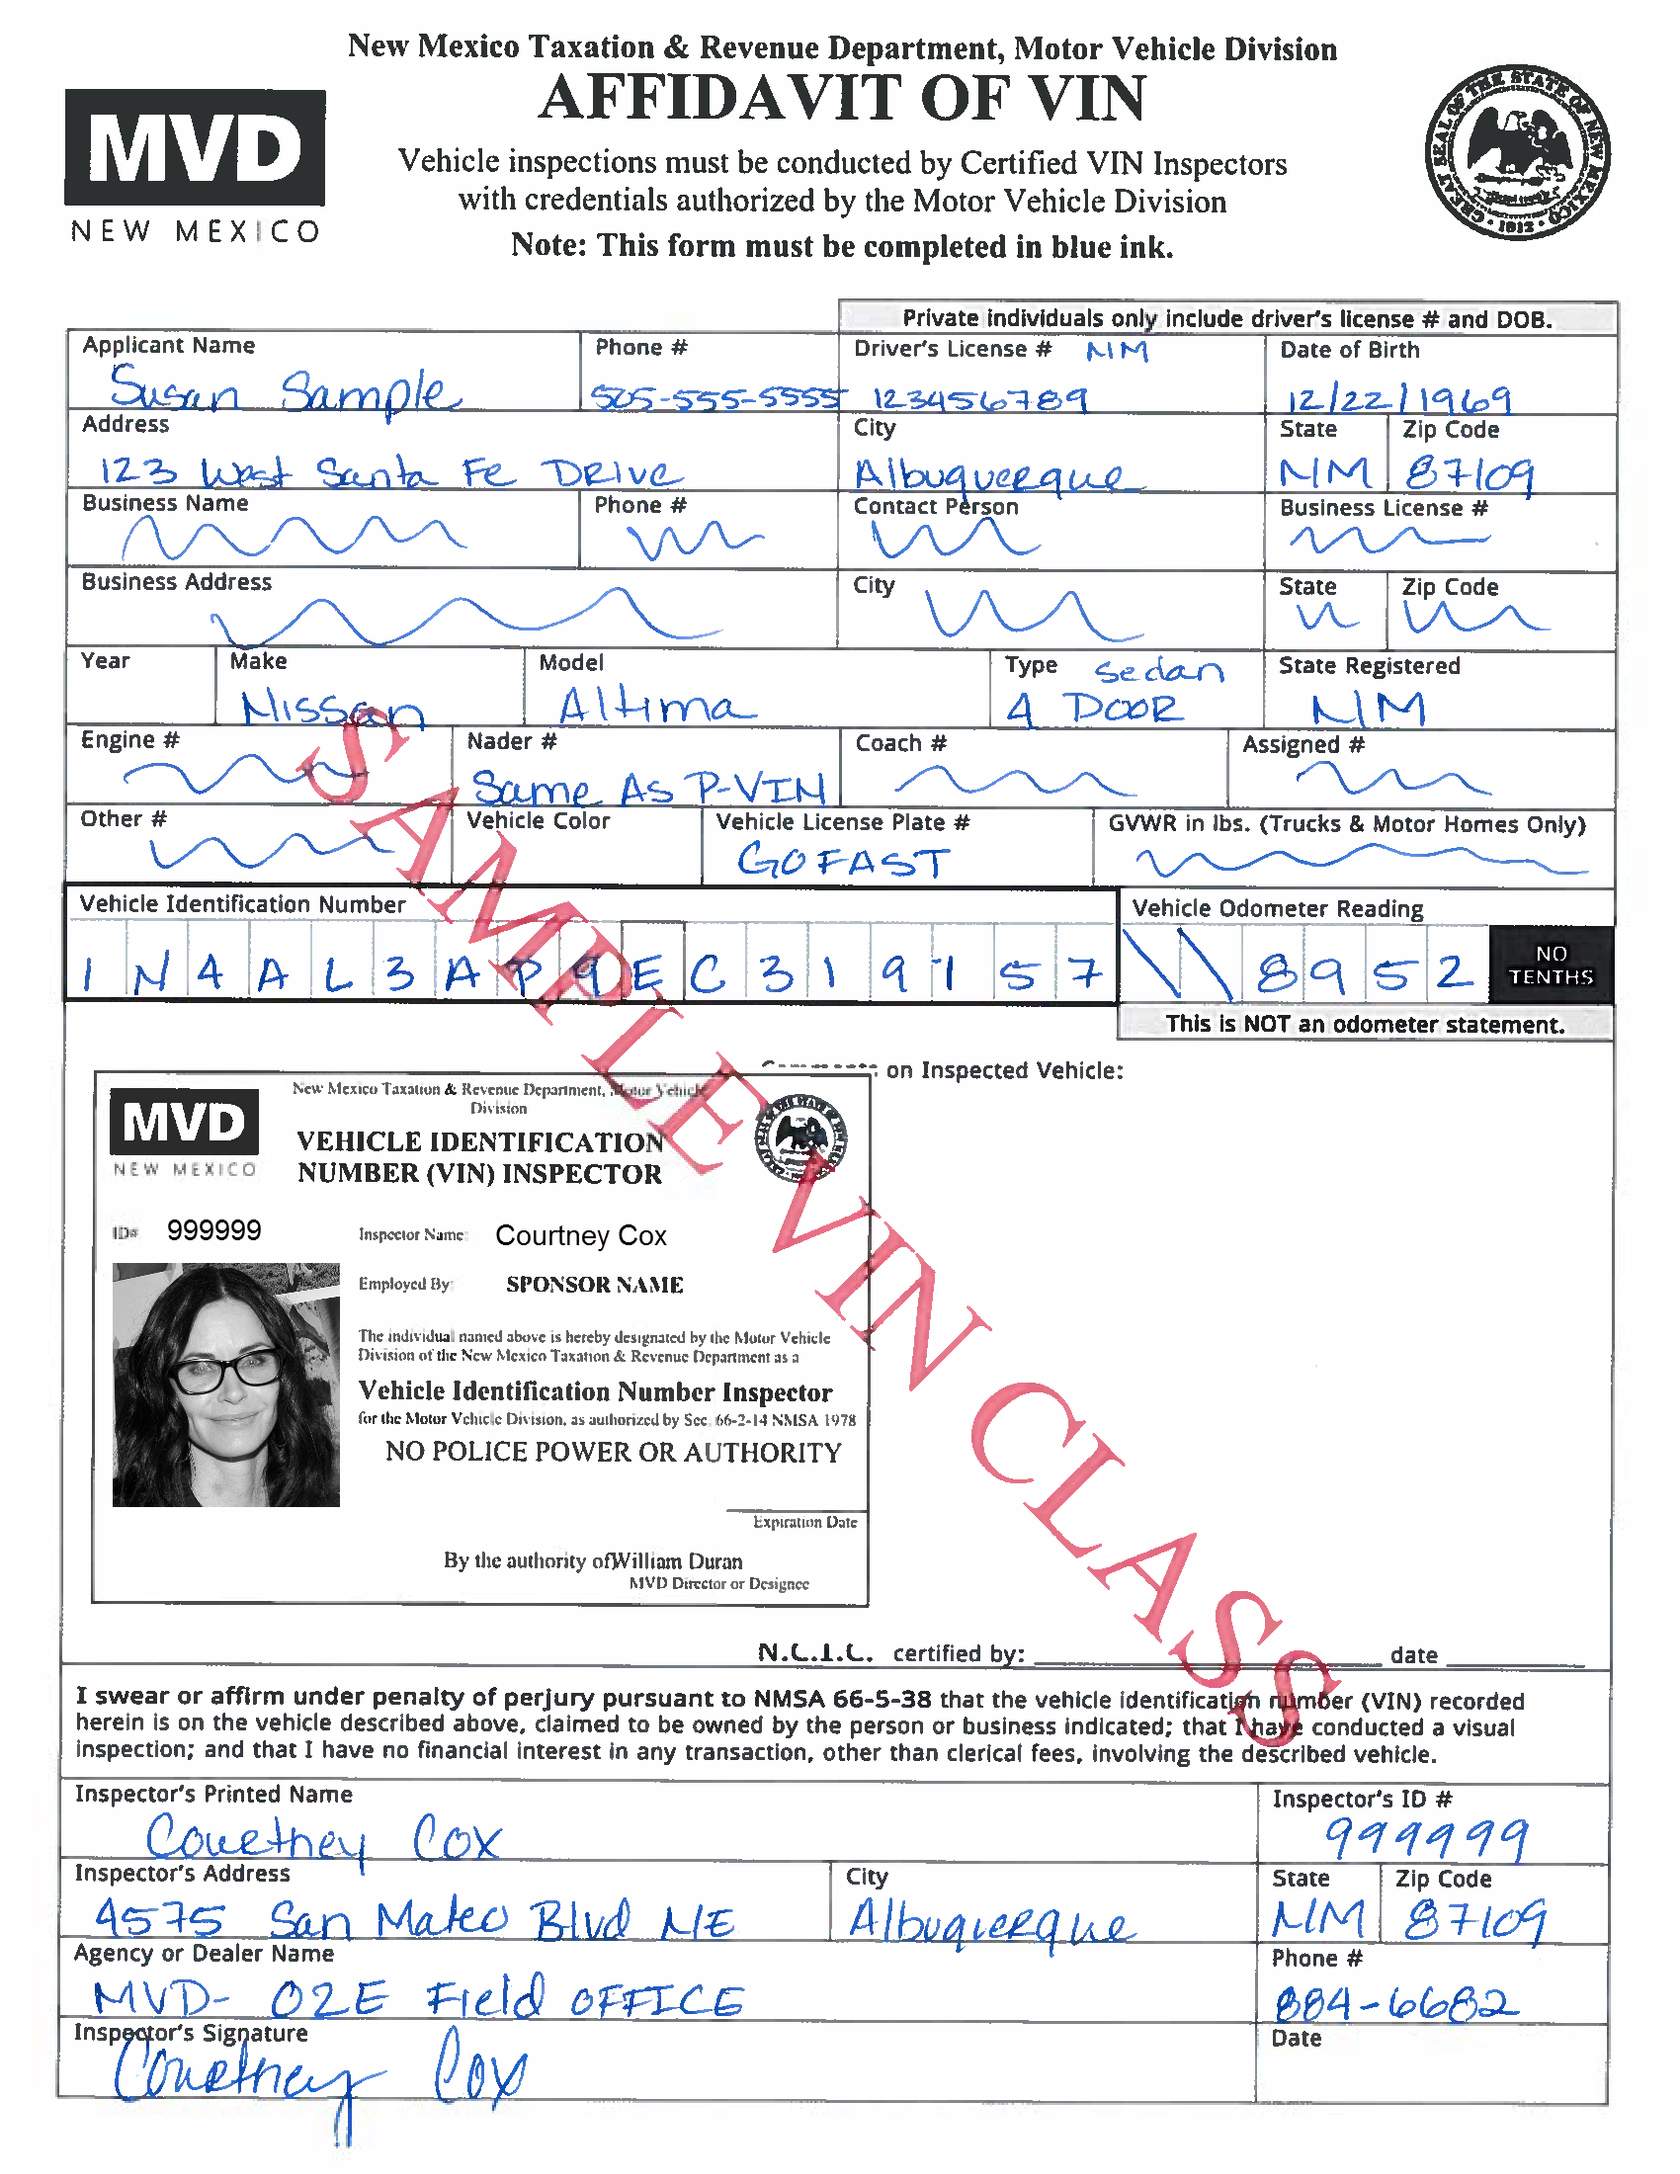 New Mexico Taxation & Revenue Department, Motor Vehicle Division
AFFIDAVIT OF VIN
MVD
NEW MEXICO
Vehicle inspections must be conducted by Certified VIN Inspectors
with credentials authorized by the Motor Vehicle Division
Note: This form must be completed in blue ink.
GREAT SEAL OF THE STATE OF NEW MEXICO · 1912 ·
Private individuals only include driver's license # and DOB.
Applicant Name Phone # Driver's License # NM Date of Birth
Susan Sample 505-555-5555 123456789 12/22/1969
Address City State Zip Code
123 West Santa Fe Drive Albuquerque NM 87109
Business Name Phone # Contact Person Business License #
Business Address City State Zip Code
Year Make Model Type Sedan State Registered
Nissan Altima 4 DOOR NM
Engine # Nader # Coach # Assigned #
Same As P-VIN
Other # Vehicle Color Vehicle License Plate # GVWR in lbs. (Trucks & Motor Homes Only)
GOFAST
Vehicle Identification Number Vehicle Odometer Reading
1 N 4 A L 3 A P 9 E C 3 1 9 1 5 7 \ \ 8 9 5 2 NO TENTHS
This is NOT an odometer statement.
on Inspected Vehicle:
MVD
NEW MEXICO
New Mexico Taxation & Revenue Department, Motor Vehicle
Division
VEHICLE IDENTIFICATION
NUMBER (VIN) INSPECTOR
ID# 999999 Inspector Name: Courtney Cox
Employed By: SPONSOR NAME
The individual named above is hereby designated by the Motor Vehicle
Division of the New Mexico Taxation & Revenue Department as a
Vehicle Identification Number Inspector
for the Motor Vehicle Division, as authorized by Sec. 66-2-14 NMSA 1978
NO POLICE POWER OR AUTHORITY
Expiration Date
By the authority of William Duran
MVD Director or Designee
SAMPLE VIN CLASS
N.C.I.C. certified by: date
I swear or affirm under penalty of perjury pursuant to NMSA 66-5-38 that the vehicle identification number (VIN) recorded
herein is on the vehicle described above, claimed to be owned by the person or business indicated; that I have conducted a visual
inspection; and that I have no financial interest in any transaction, other than clerical fees, involving the described vehicle.
Inspector's Printed Name Inspector's ID #
Courtney Cox 999999
Inspector's Address City State Zip Code
4575 San Mateo Blvd NE Albuquerque NM 87109
Agency or Dealer Name Phone #
MVD- 02E Field OFFICE 884-6682
Inspector's Signature Date
Courtney Cox